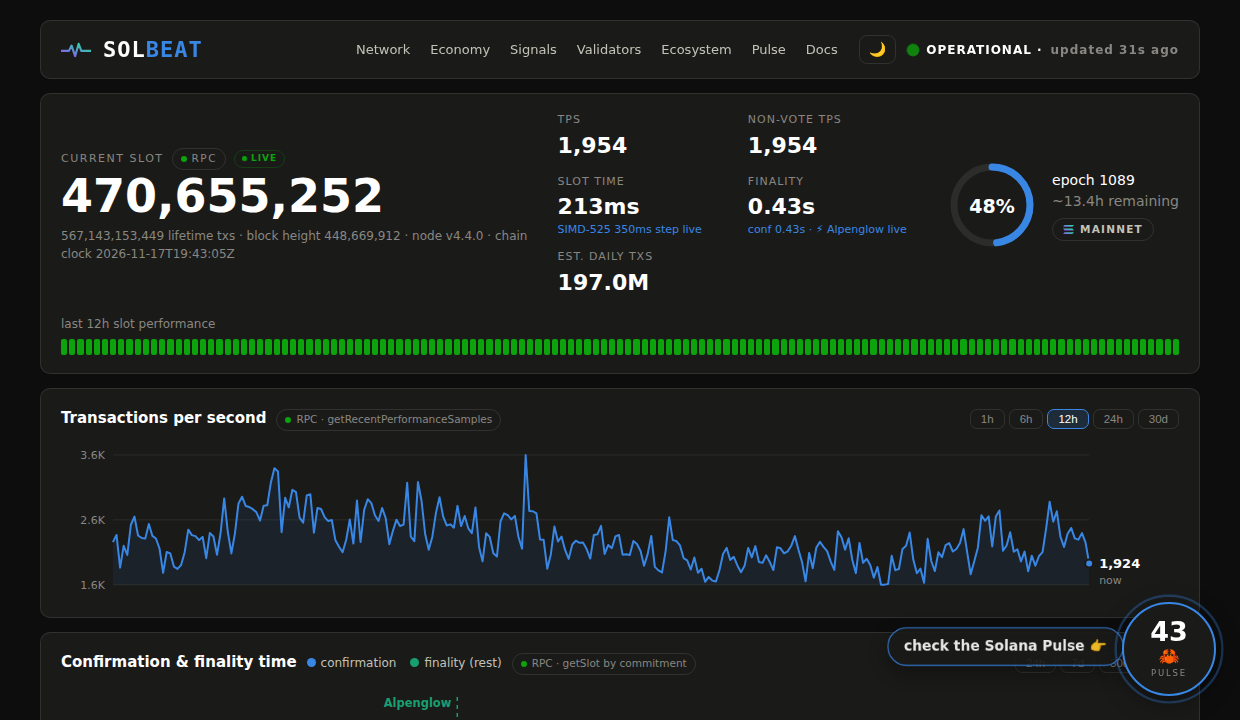 SOLBEAT
Network Economy Signals Validators Ecosystem Pulse Docs
OPERATIONAL · updated 31s ago
CURRENT SLOT RPC LIVE
470,655,252
567,143,153,449 lifetime txs · block height 448,669,912 · node v4.4.0 · chain
clock 2026-11-17T19:43:05Z
TPS
1,954
NON-VOTE TPS
1,954
SLOT TIME
213ms
SIMD-525 350ms step live
FINALITY
0.43s
conf 0.43s · ⚡ Alpenglow live
EST. DAILY TXS
197.0M
48%
epoch 1089
~13.4h remaining
MAINNET
last 12h slot performance
Transactions per second RPC · getRecentPerformanceSamples
1h 6h 12h 24h 30d
3.6K
2.6K
1.6K
1,924
now
Confirmation & finality time confirmation finality (rest) RPC · getSlot by commitment
Alpenglow
check the Solana Pulse 👉
43
🦀
PULSE